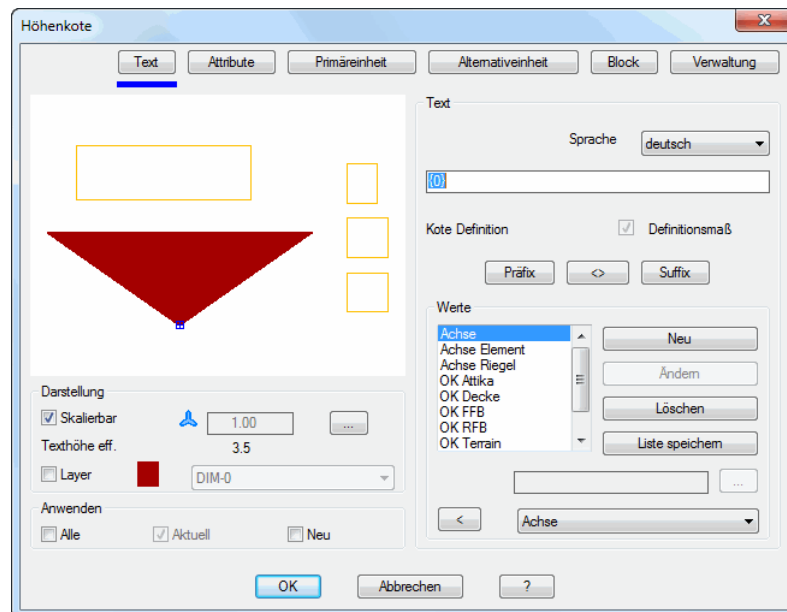 Höhenkote
Text
Attribute
Primäreinheit
Alternativeinheit
Block
Verwaltung
Text
Sprache
deutsch
{0}
Kote Definition
Definitionsmaß
Präfix
<>
Suffix
Werte
Achse
Achse Element
Achse Riegel
OK Attika
OK Decke
OK FFB
OK RFB
OK Terrain
Neu
Ändern
Löschen
Liste speichern
...
<
Achse
Darstellung
Skalierbar
1.00
...
Texthöhe eff.
3.5
Layer
DIM-0
Anwenden
Alle
Aktuell
Neu
OK
Abbrechen
?